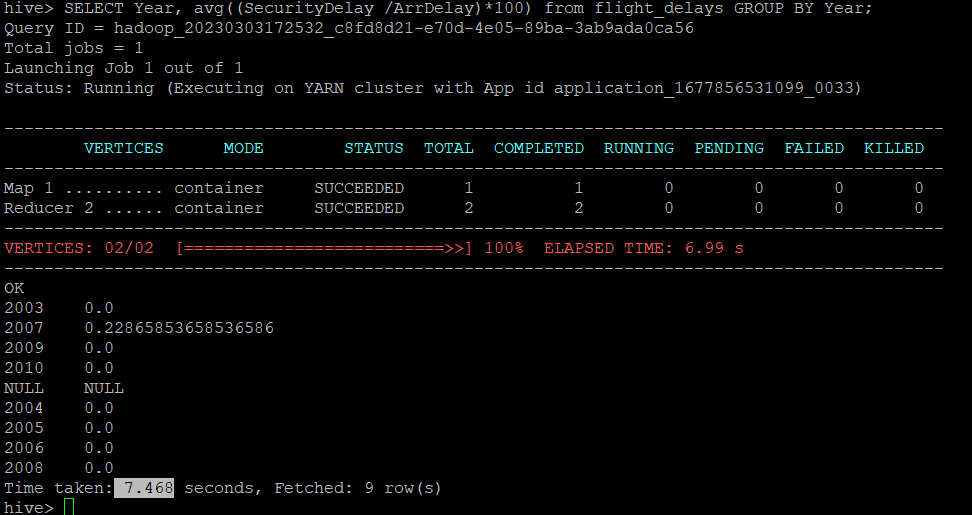 hive> SELECT Year, avg((SecurityDelay /ArrDelay)*100) from flight_delays GROUP BY Year;
Query ID = hadoop_20230303172532_c8fd8d21-e70d-4e05-89ba-3ab9ada0ca56
Total jobs = 1
Launching Job 1 out of 1
Status: Running (Executing on YARN cluster with App id application_1677856531099_0033)
----------------------------------------------------------------------------------------------
VERTICES MODE STATUS TOTAL COMPLETED RUNNING PENDING FAILED KILLED
----------------------------------------------------------------------------------------------
Map 1 .......... container SUCCEEDED 1 1 0 0 0 0
Reducer 2 ...... container SUCCEEDED 2 2 0 0 0 0
----------------------------------------------------------------------------------------------
VERTICES: 02/02 [==========================>>] 100% ELAPSED TIME: 6.99 s
----------------------------------------------------------------------------------------------
OK
2003 0.0
2007 0.22865853658536586
2009 0.0
2010 0.0
NULL NULL
2004 0.0
2005 0.0
2006 0.0
2008 0.0
Time taken: 7.468 seconds, Fetched: 9 row(s)
hive>